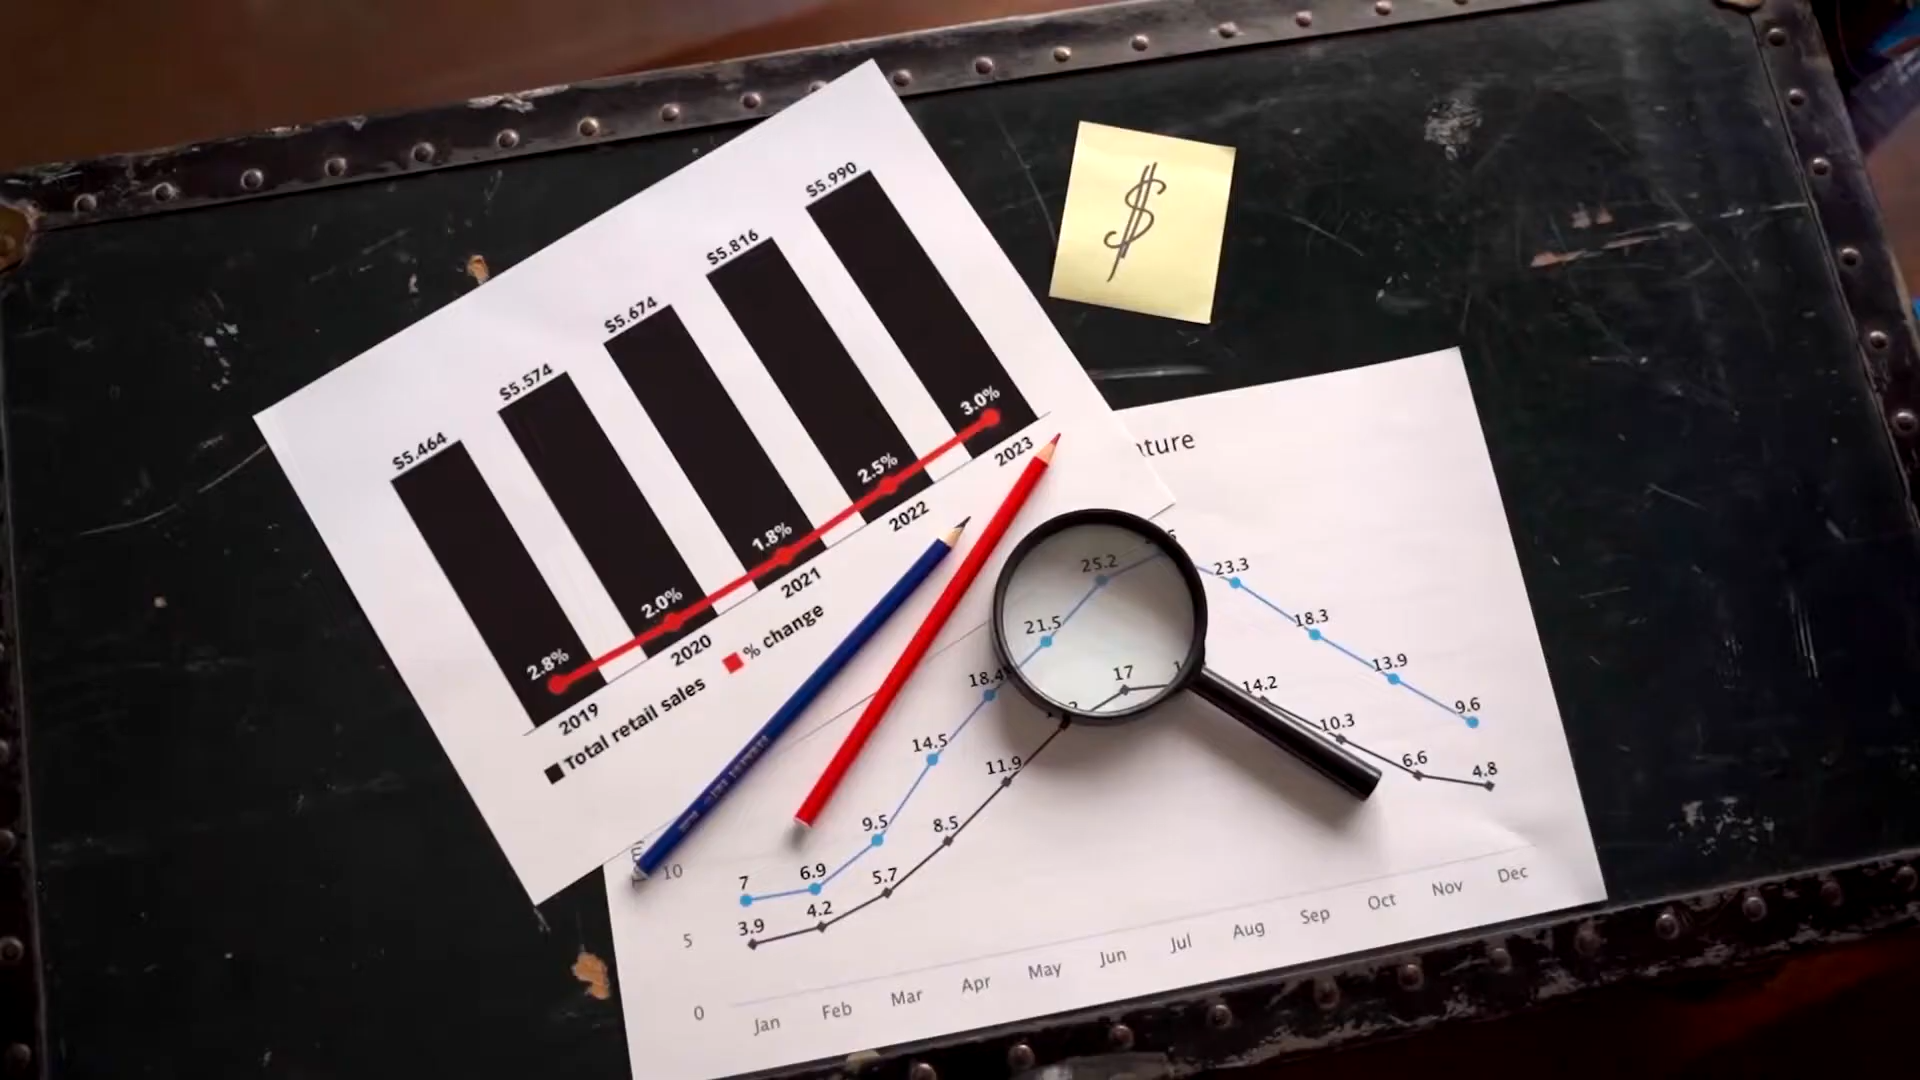 $5.464 $5.574 $5.674 $5.816 $5.990
2.8% 2.0% 1.8% 2.5% 3.0%
2019 2020 2021 2022 2023
Total retail sales % change
$
7 6.9 9.5 14.5 18.4 21.5 25.2 23.3 18.3 13.9 9.6
3.9 4.2 5.7 8.5 11.9 17 14.2 10.3 6.6 4.8
10
5
0
Jan Feb Mar Apr May Jun Jul Aug Sep Oct Nov Dec